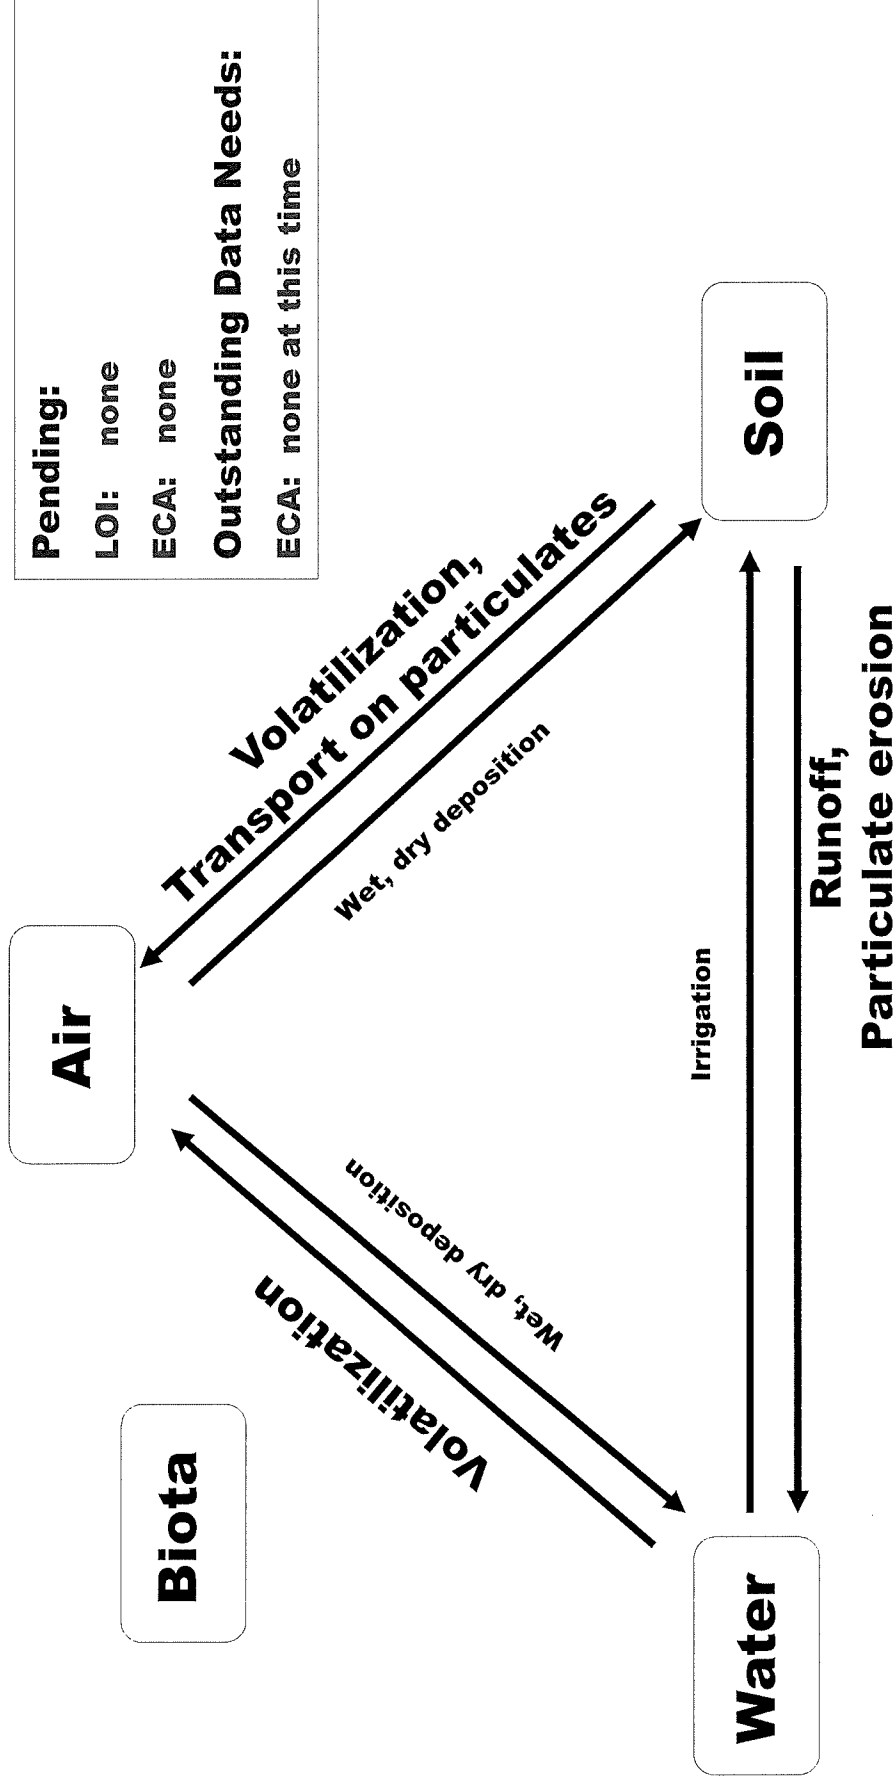 Pending:
LOI: none
ECA: none
Outstanding Data Needs:
ECA: none at this time
Air
Biota
Volatilization,
Transport on particulates
Wet, dry deposition
Volatilization
Wet, dry deposition
Irrigation
Water
Soil
Runoff,
Particulate erosion